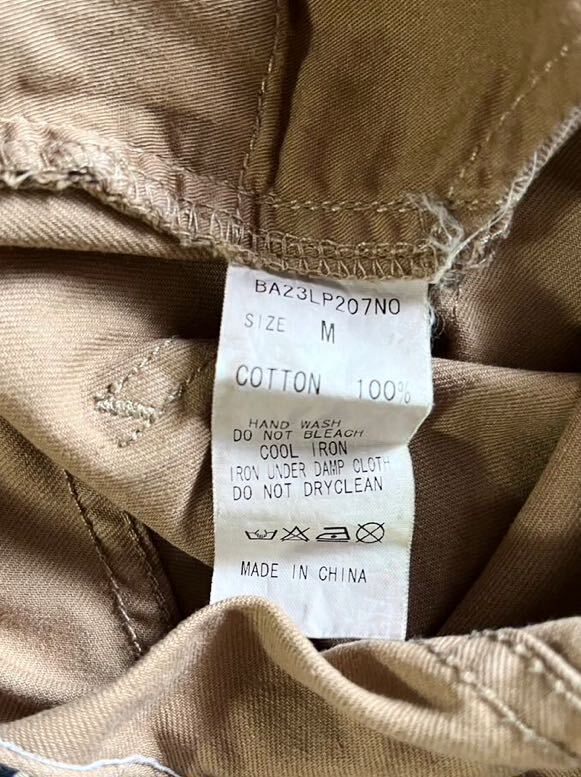 BA23LP207NO
SIZE M
COTTON 100%
HAND WASH
DO NOT BLEACH
COOL IRON
IRON UNDER DAMP CLOTH
DO NOT DRYCLEAN
MADE IN CHINA